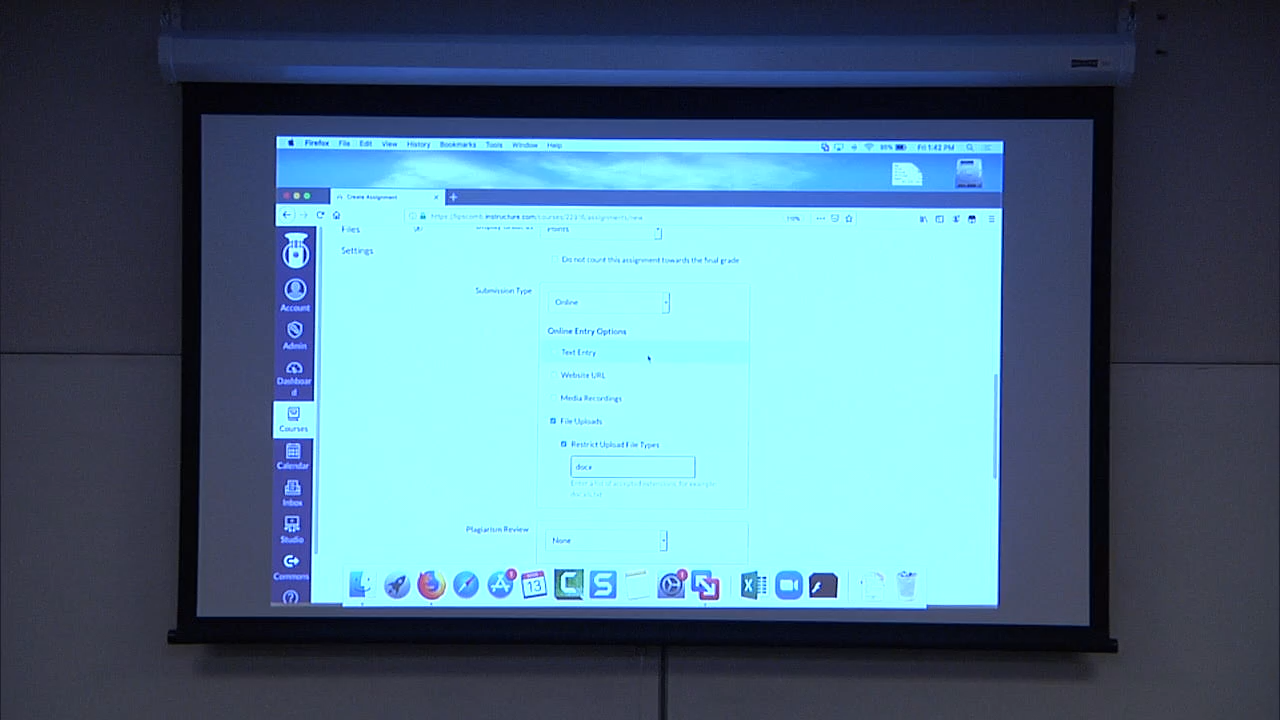 Firefox File Edit View History Bookmarks Tools Window Help
Fri 1:42 PM
Create Assignment
Files
Points
Settings
Do not count this assignment towards the final grade
Account
Submission Type
Online
Admin
Online Entry Options
Text Entry
Dashboar
d
Website URL
Media Recordings
Courses
File Uploads
Restrict Upload File Types
Calendar
docx
Inbox
Plagiarism Review
None
Studio
Commons
13